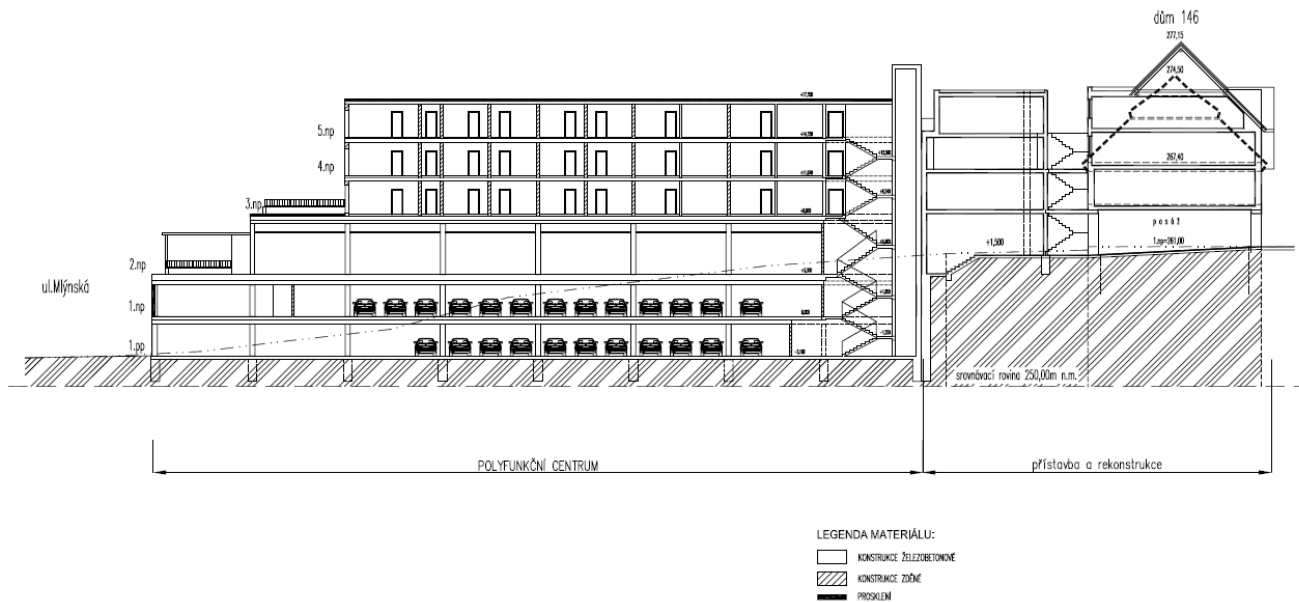 dům 146
277,15
274,50
5.np
4.np
267,40
3.np
pasáž
1.np=261,00
+1,500
2.np
ul.Mlýnská
1.np
1.pp
srovnávací rovina 250,00m n.m.
POLYFUNKČNÍ CENTRUM
přístavba a rekonstrukce
LEGENDA MATERIÁLU:
KONSTRUKCE ŽELEZOBETONOVÉ
KONSTRUKCE ZDĚNÉ
PROSKLENÍ